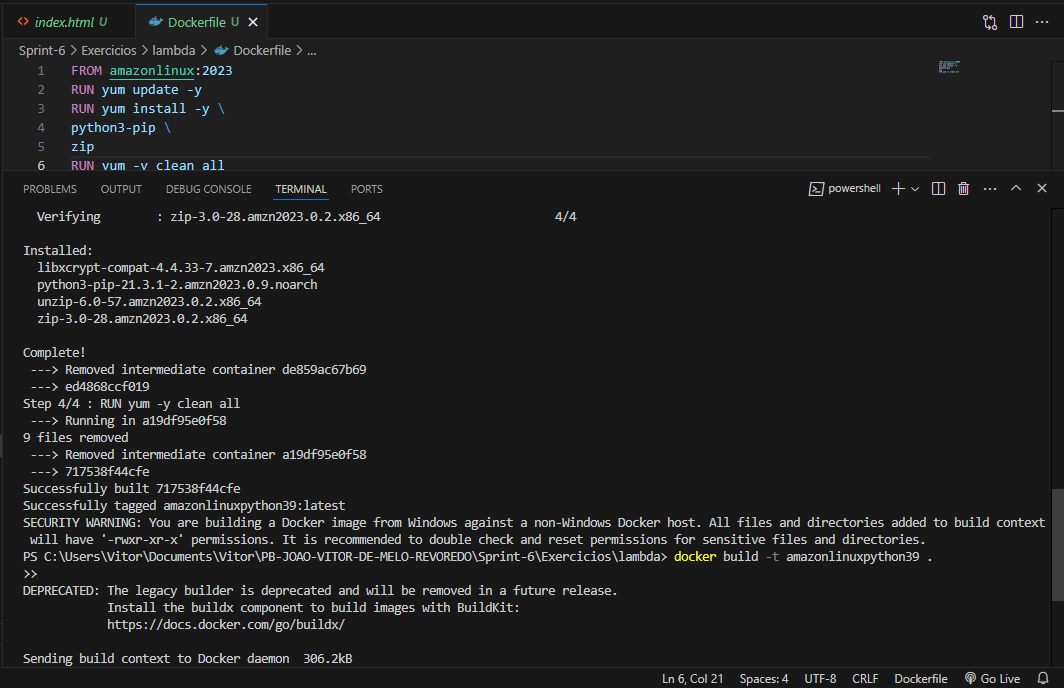 index.html U Dockerfile U
Sprint-6 > Exercicios > lambda > Dockerfile > ...
1 FROM amazonlinux:2023
2 RUN yum update -y
3 RUN yum install -y \
4 python3-pip \
5 zip
6 RUN yum -y clean all
PROBLEMS OUTPUT DEBUG CONSOLE TERMINAL PORTS powershell
Verifying : zip-3.0-28.amzn2023.0.2.x86_64 4/4
Installed:
libxcrypt-compat-4.4.33-7.amzn2023.x86_64
python3-pip-21.3.1-2.amzn2023.0.9.noarch
unzip-6.0-57.amzn2023.0.2.x86_64
zip-3.0-28.amzn2023.0.2.x86_64
Complete!
---> Removed intermediate container de859ac67b69
---> ed4868ccf019
Step 4/4 : RUN yum -y clean all
---> Running in a19df95e0f58
9 files removed
---> Removed intermediate container a19df95e0f58
---> 717538f44cfe
Successfully built 717538f44cfe
Successfully tagged amazonlinuxpython39:latest
SECURITY WARNING: You are building a Docker image from Windows against a non-Windows Docker host. All files and directories added to build context
will have '-rwxr-xr-x' permissions. It is recommended to double check and reset permissions for sensitive files and directories.
PS C:\Users\Vitor\Documents\Vitor\PB-JOAO-VITOR-DE-MELO-REVOREDO\Sprint-6\Exercicios\lambda> docker build -t amazonlinuxpython39 .
>>
DEPRECATED: The legacy builder is deprecated and will be removed in a future release.
Install the buildx component to build images with BuildKit:
https://docs.docker.com/go/buildx/
Sending build context to Docker daemon 306.2kB
Ln 6, Col 21 Spaces: 4 UTF-8 CRLF Dockerfile Go Live